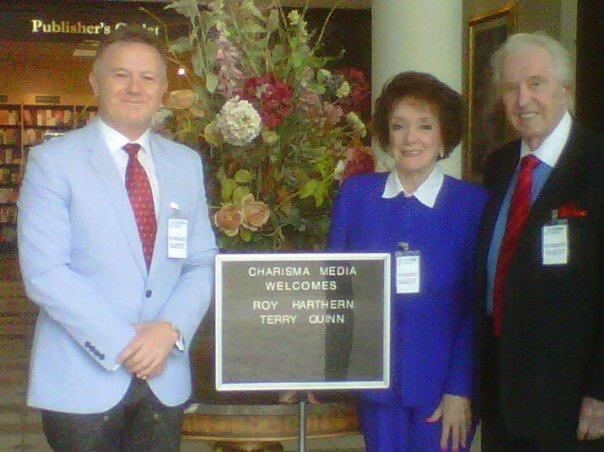 Publisher's
CHARISMA MEDIA
WELCOMES
ROY HARTHERN
TERRY QUINN